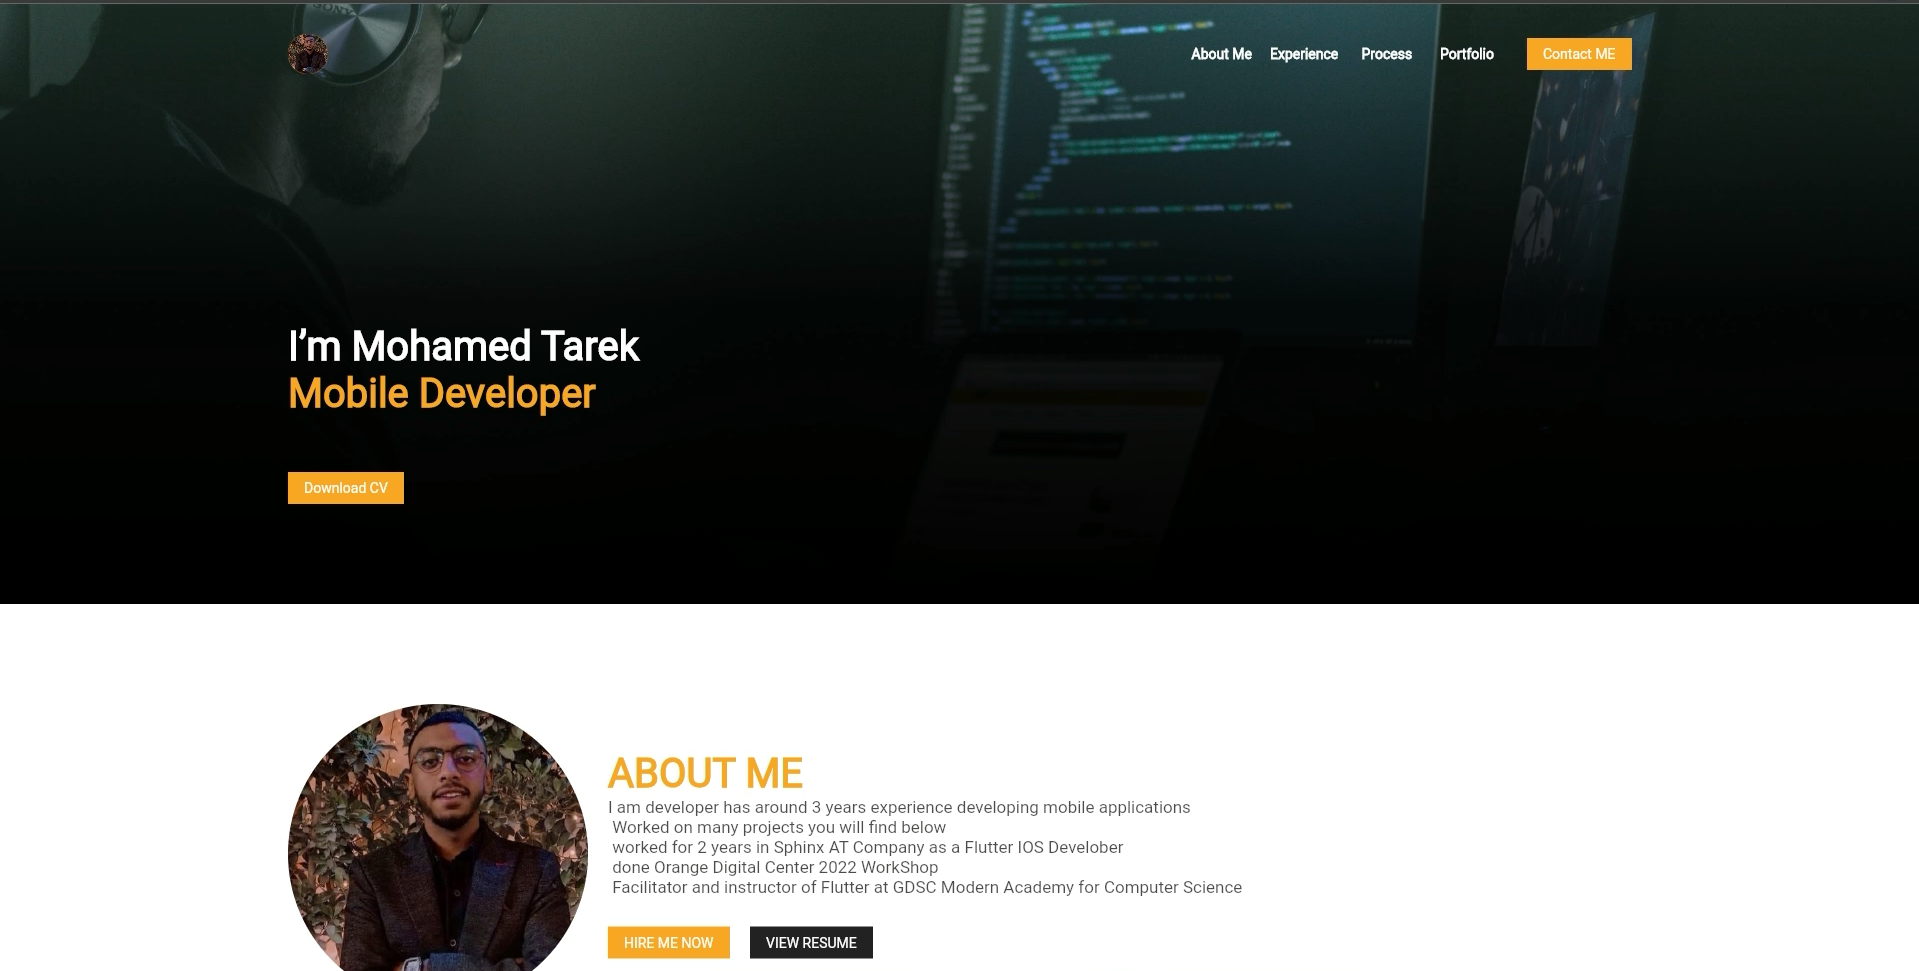 SONY
About Me Experience Process Portfolio Contact ME
I'm Mohamed Tarek
Mobile Developer
Download CV
ABOUT ME
I am developer has around 3 years experience developing mobile applications
Worked on many projects you will find below
worked for 2 years in Sphinx AT Company as a Flutter IOS Develober
done Orange Digital Center 2022 WorkShop
Facilitator and instructor of Flutter at GDSC Modern Academy for Computer Science
HIRE ME NOW VIEW RESUME